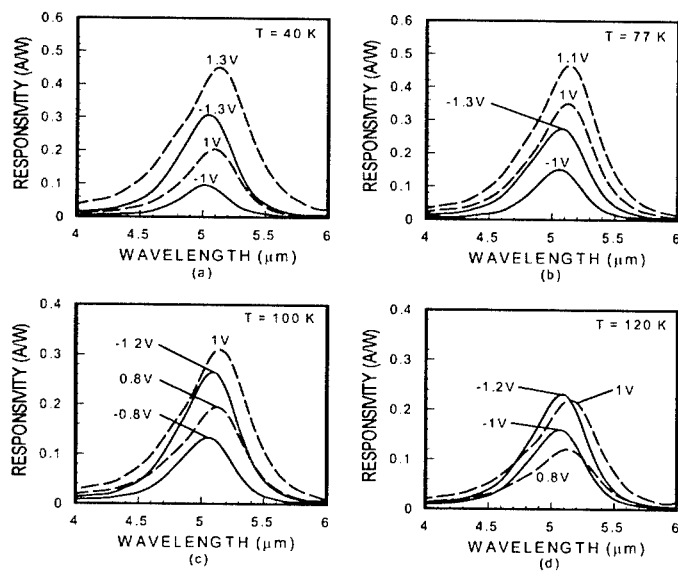 0.6
0.5
0.4
0.3
0.2
0.1
0
RESPONSIVITY (A/W)
T = 40 K
1.3V
-1.3V
1V
-1V
4
4.5
5
5.5
6
WAVELENGTH (μm)
(a)
0.6
0.5
0.4
0.3
0.2
0.1
0
RESPONSIVITY (A/W)
T = 77 K
1.1V
1V
-1.3V
-1V
4
4.5
5
5.5
6
WAVELENGTH (μm)
(b)
0.4
0.3
0.2
0.1
0
RESPONSIVITY (A/W)
T = 100 K
1V
-1.2V
0.8V
-0.8V
4
4.5
5
5.5
6
WAVELENGTH (μm)
(c)
0.4
0.3
0.2
0.1
0
RESPONSIVITY (A/W)
T = 120 K
-1.2V
1V
-1V
0.8V
4
4.5
5
5.5
6
WAVELENGTH (μm)
(d)